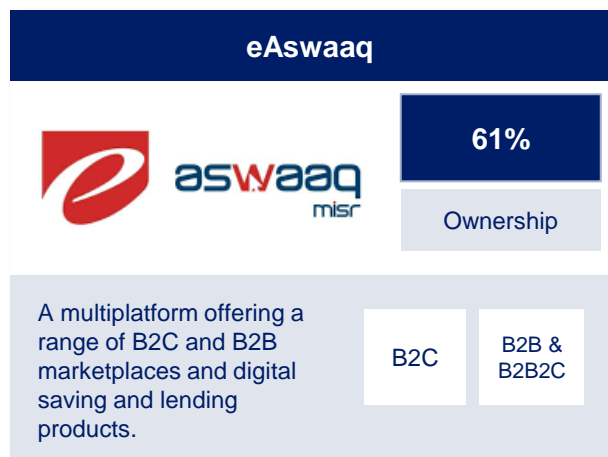 eAswaaq
aswaaq
misr
61%
Ownership
A multiplatform offering a
range of B2C and B2B
marketplaces and digital
saving and lending
products.
B2C
B2B &
B2B2C